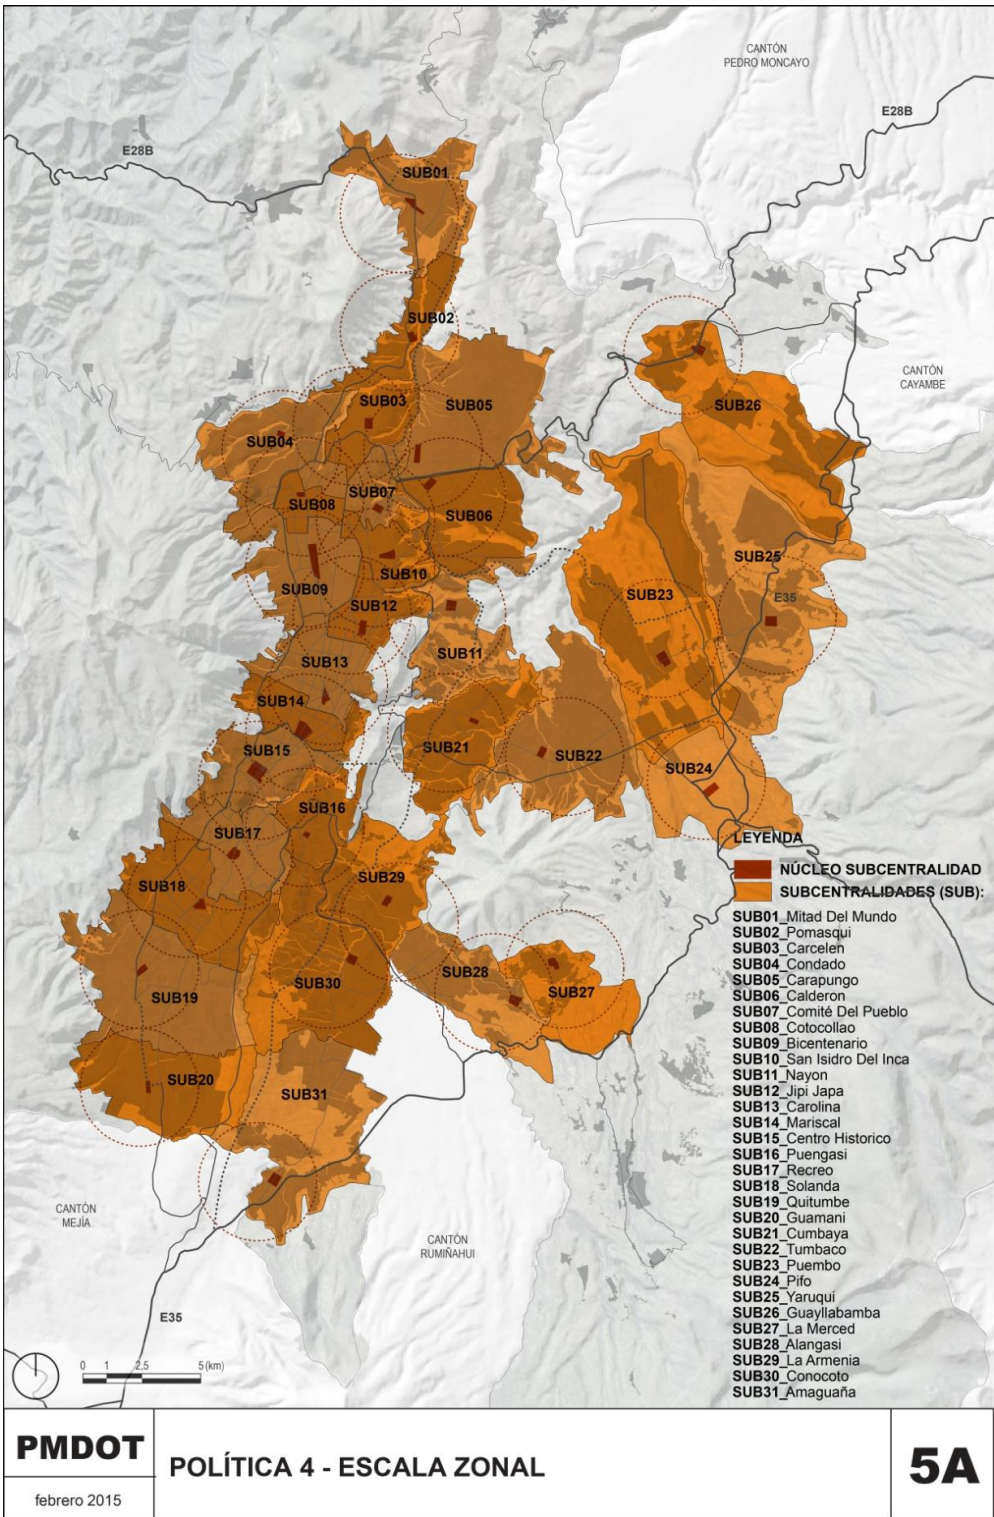 CANTÓN
PEDRO MONCAYO
E28B
E28B
SUB01
SUB02
CANTÓN
CAYAMBE
SUB03
SUB05
SUB26
SUB04
SUB07
SUB08
SUB06
SUB25
SUB10
SUB09
SUB23
E35
SUB12
SUB11
SUB13
SUB14
SUB15
SUB21
SUB22
SUB24
SUB16
SUB17
SUB29
SUB18
SUB28
SUB30
SUB27
SUB19
SUB20
SUB31
CANTÓN
MEJÍA
CANTÓN
RUMIÑAHUI
E35
LEYENDA
NÚCLEO SUBCENTRALIDAD
SUBCENTRALIDADES (SUB):
SUB01_Mitad Del Mundo
SUB02_Pomasqui
SUB03_Carcelen
SUB04_Condado
SUB05_Carapungo
SUB06_Calderon
SUB07_Comité Del Pueblo
SUB08_Cotocollao
SUB09_Bicentenario
SUB10_San Isidro Del Inca
SUB11_Nayon
SUB12_Jipi Japa
SUB13_Carolina
SUB14_Mariscal
SUB15_Centro Historico
SUB16_Puengasi
SUB17_Recreo
SUB18_Solanda
SUB19_Quitumbe
SUB20_Guamani
SUB21_Cumbaya
SUB22_Tumbaco
SUB23_Puembo
SUB24_Pifo
SUB25_Yaruqui
SUB26_Guayllabamba
SUB27_La Merced
SUB28_Alangasi
SUB29_La Armenia
SUB30_Conocoto
SUB31_Amaguaña
0 1 2,5 5 (km)
PMDOT
febrero 2015
POLÍTICA 4 - ESCALA ZONAL
5A